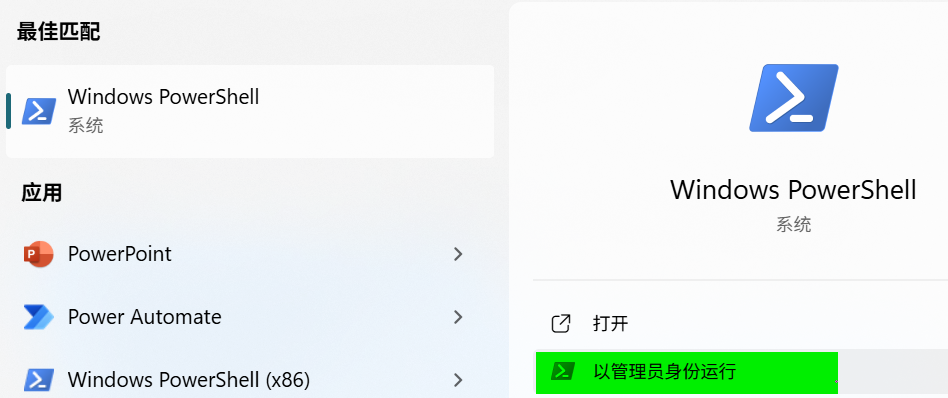 最佳匹配
Windows PowerShell
系统
应用
PowerPoint
Power Automate
Windows PowerShell (x86)
Windows PowerShell
系统
打开
以管理员身份运行